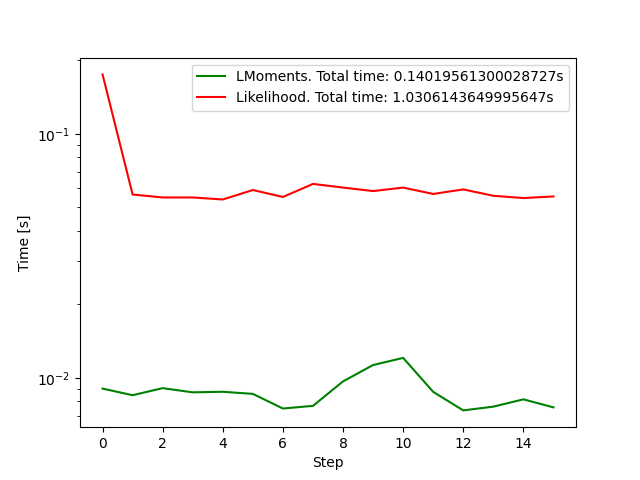 LMoments. Total time: 0.14019561300028727s
Likelihood. Total time: 1.0306143649995647s
10⁻¹
10⁻²
Time [s]
0 2 4 6 8 10 12 14
Step